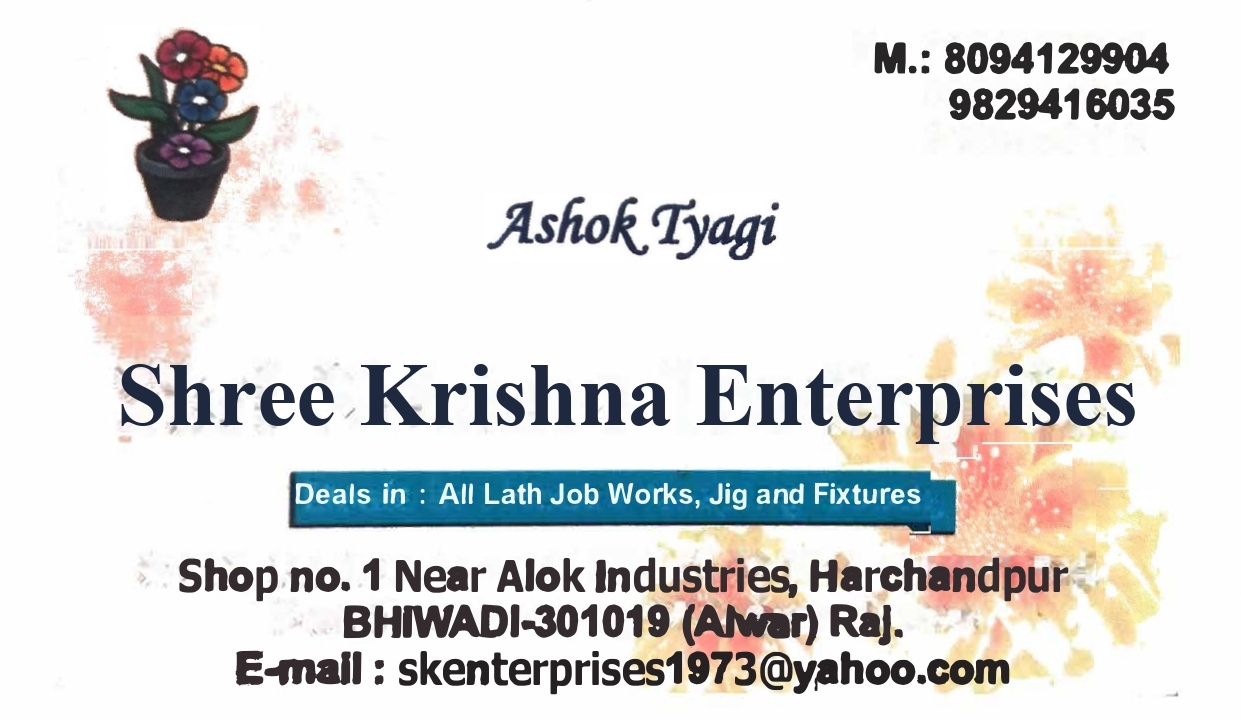 M.: 8094129904
9829416035
Ashok Tyagi
Shree Krishna Enterprises
Deals in : All Lath Job Works, Jig and Fixtures
Shop no. 1 Near Alok Industries, Harchandpur
BHIWADI-301019 (Alwar) Raj.
E-mail : skenterprises1973@yahoo.com